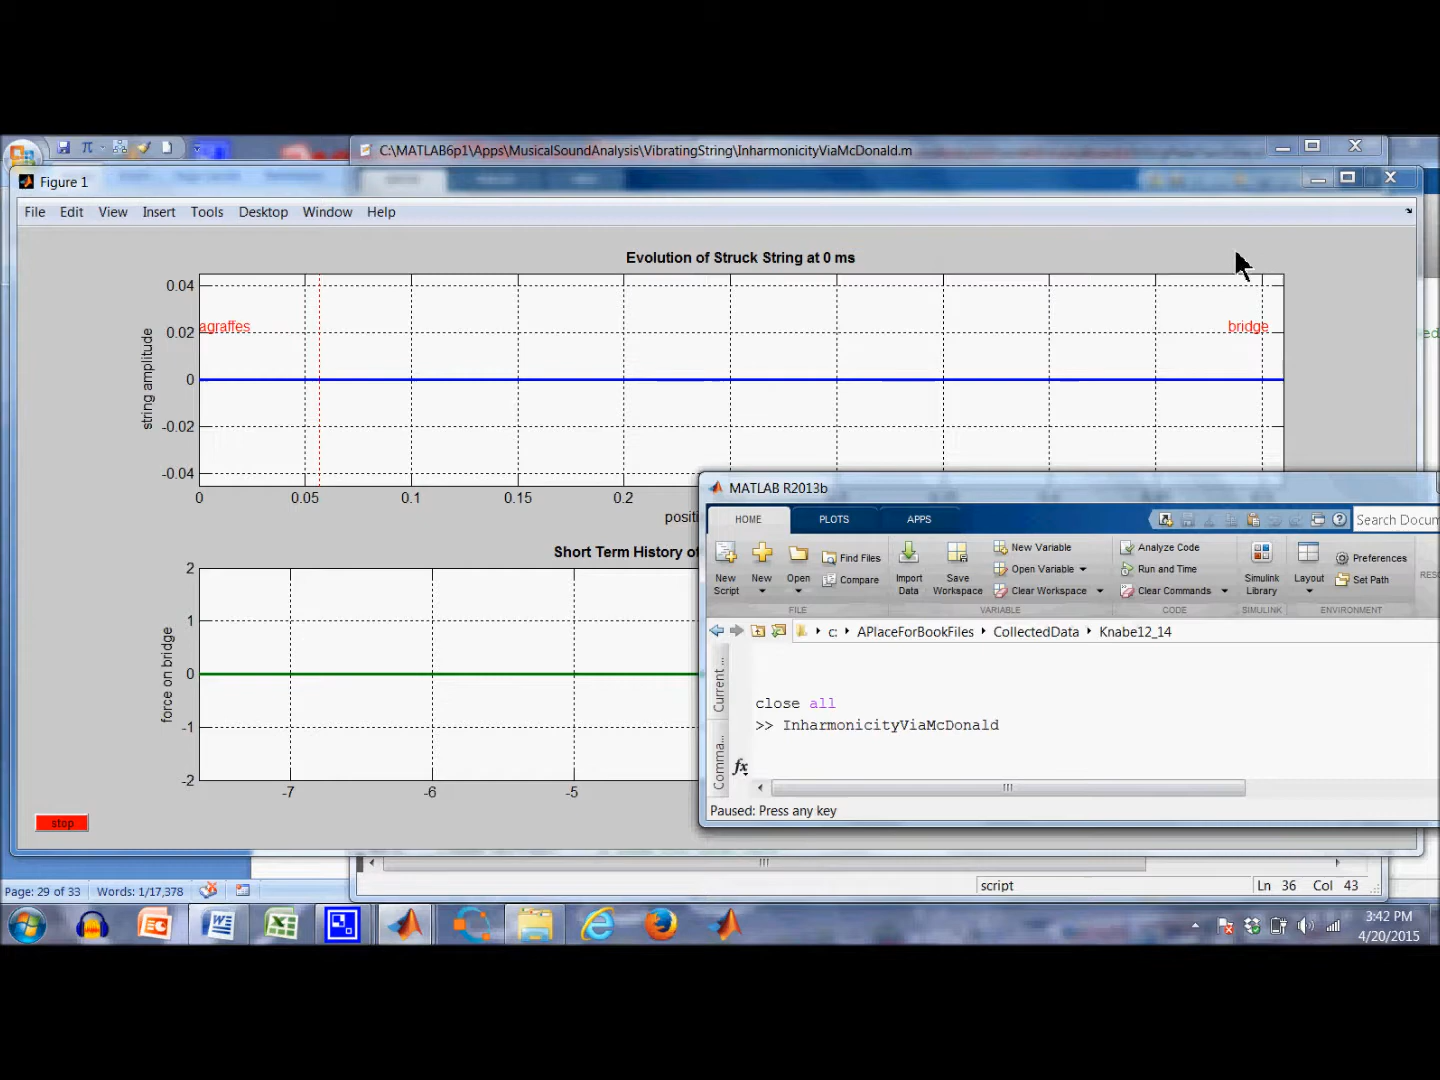 C:\MATLAB6p1\Apps\MusicalSoundAnalysis\VibratingString\InharmonicityViaMcDonald.m
Figure 1
File Edit View Insert Tools Desktop Window Help
Evolution of Struck String at 0 ms
0.04
0.02
0
-0.02
-0.04
string amplitude
agraffes
bridge
0 0.05 0.1 0.15 0.2
positi
Short Term History of
2
1
0
-1
-2
force on bridge
-7 -6 -5
stop
MATLAB R2013b
HOME PLOTS APPS
Search Docum
New Script
New
Open
Find Files
Compare
Import Data
Save Workspace
New Variable
Open Variable
Clear Workspace
Analyze Code
Run and Time
Clear Commands
Simulink Library
Layout
Preferences
Set Path
FILE VARIABLE CODE SIMULINK ENVIRONMENT
c: APlaceForBookFiles CollectedData Knabe12_14
Current ...
Comma...
close all
>> InharmonicityViaMcDonald
fx
Paused: Press any key
ed
Page: 29 of 33 Words: 1/17,378
script
Ln 36 Col 43
3:42 PM
4/20/2015